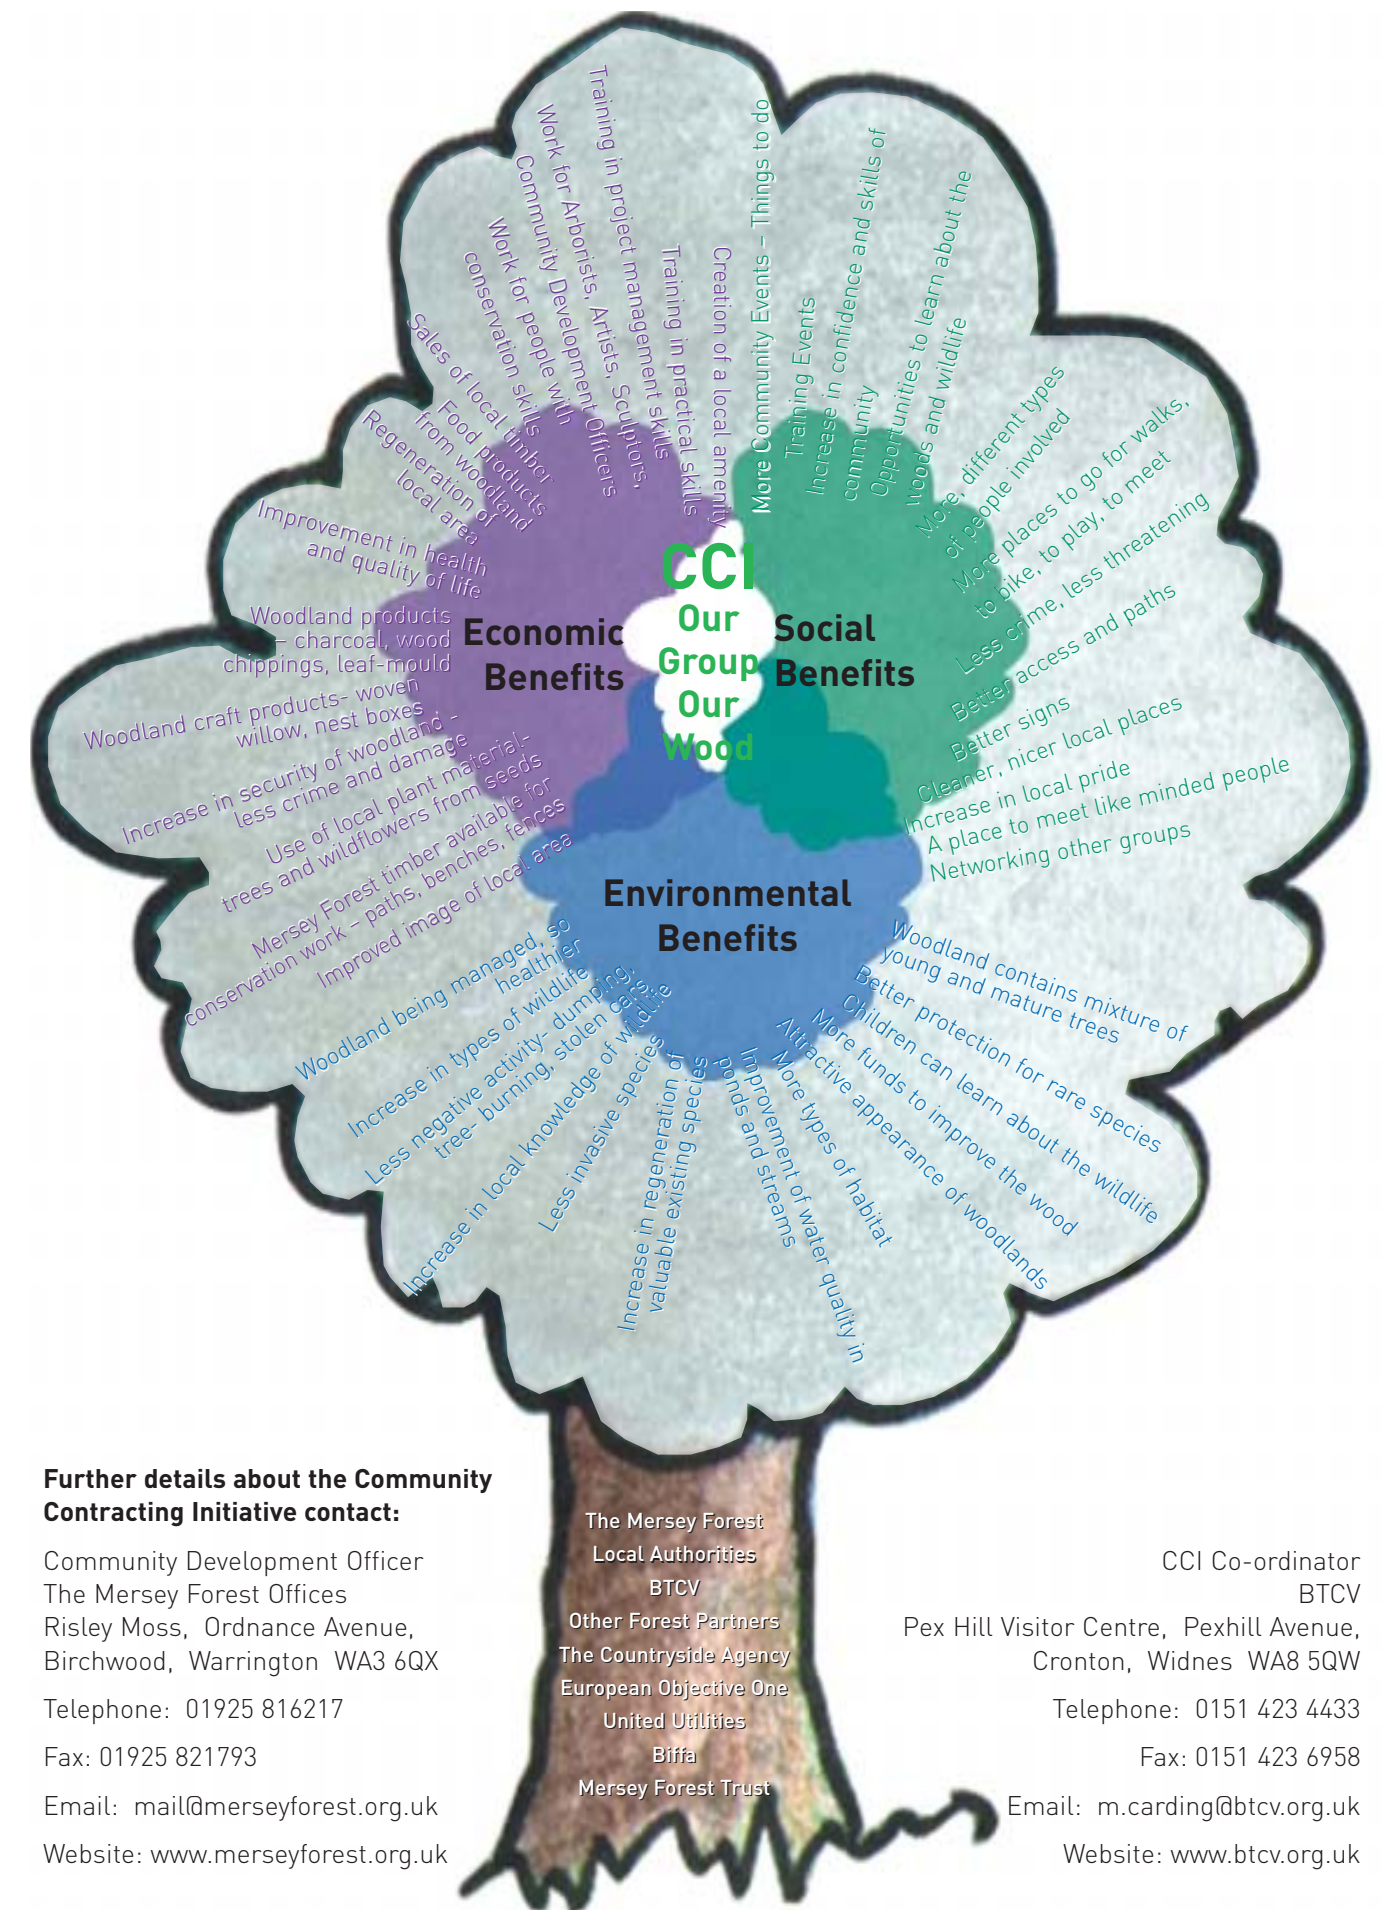 Training in project management skills
Work for Arborists, Artists, Sculptors,
Community Development Officers
Work for people with
conservation skills
Training in practical skills
Creation of a local amenity
Sales of local timber
Food products
from woodland
Regeneration of
local area
Improvement in health
and quality of life
Woodland products
– charcoal, wood
chippings, leaf-mould
Woodland craft products- woven
willow, nest boxes
Increase in security of woodland -
less crime and damage
Use of local plant material-
trees and wildflowers from seeds
Mersey Forest timber available for
conservation work – paths, benches, fences
Improved image of local area
More Community Events – Things to do
Training Events
Increase in confidence and skills of
community
Opportunities to learn about the
woods and wildlife
More, different types
of people involved
More places to go for walks,
to bike, to play, to meet
Less crime, less threatening
Better access and paths
Better signs
Cleaner, nicer local places
Increase in local pride
A place to meet like minded people
Networking other groups
CCI
Our
Group
Our
Wood
Economic
Benefits
Social
Benefits
Environmental
Benefits
Woodland being managed, so
healthier
Increase in types of wildlife
Less negative activity- dumping,
tree- burning, stolen cars
Increase in local knowledge of wildlife
Less invasive species
Increase in regeneration of
valuable existing species
Improvement of water quality in
ponds and streams
More types of habitat
Attractive appearance of woodlands
More funds to improve the wood
Children can learn about the wildlife
Better protection for rare species
Woodland contains mixture of
young and mature trees
Further details about the Community
Contracting Initiative contact:
Community Development Officer
The Mersey Forest Offices
Risley Moss, Ordnance Avenue,
Birchwood, Warrington WA3 6QX
Telephone: 01925 816217
Fax: 01925 821793
Email: mail@merseyforest.org.uk
Website: www.merseyforest.org.uk
The Mersey Forest
Local Authorities
BTCV
Other Forest Partners
The Countryside Agency
European Objective One
United Utilities
Biffa
Mersey Forest Trust
CCI Co-ordinator
BTCV
Pex Hill Visitor Centre, Pexhill Avenue,
Cronton, Widnes WA8 5QW
Telephone: 0151 423 4433
Fax: 0151 423 6958
Email: m.carding@btcv.org.uk
Website: www.btcv.org.uk